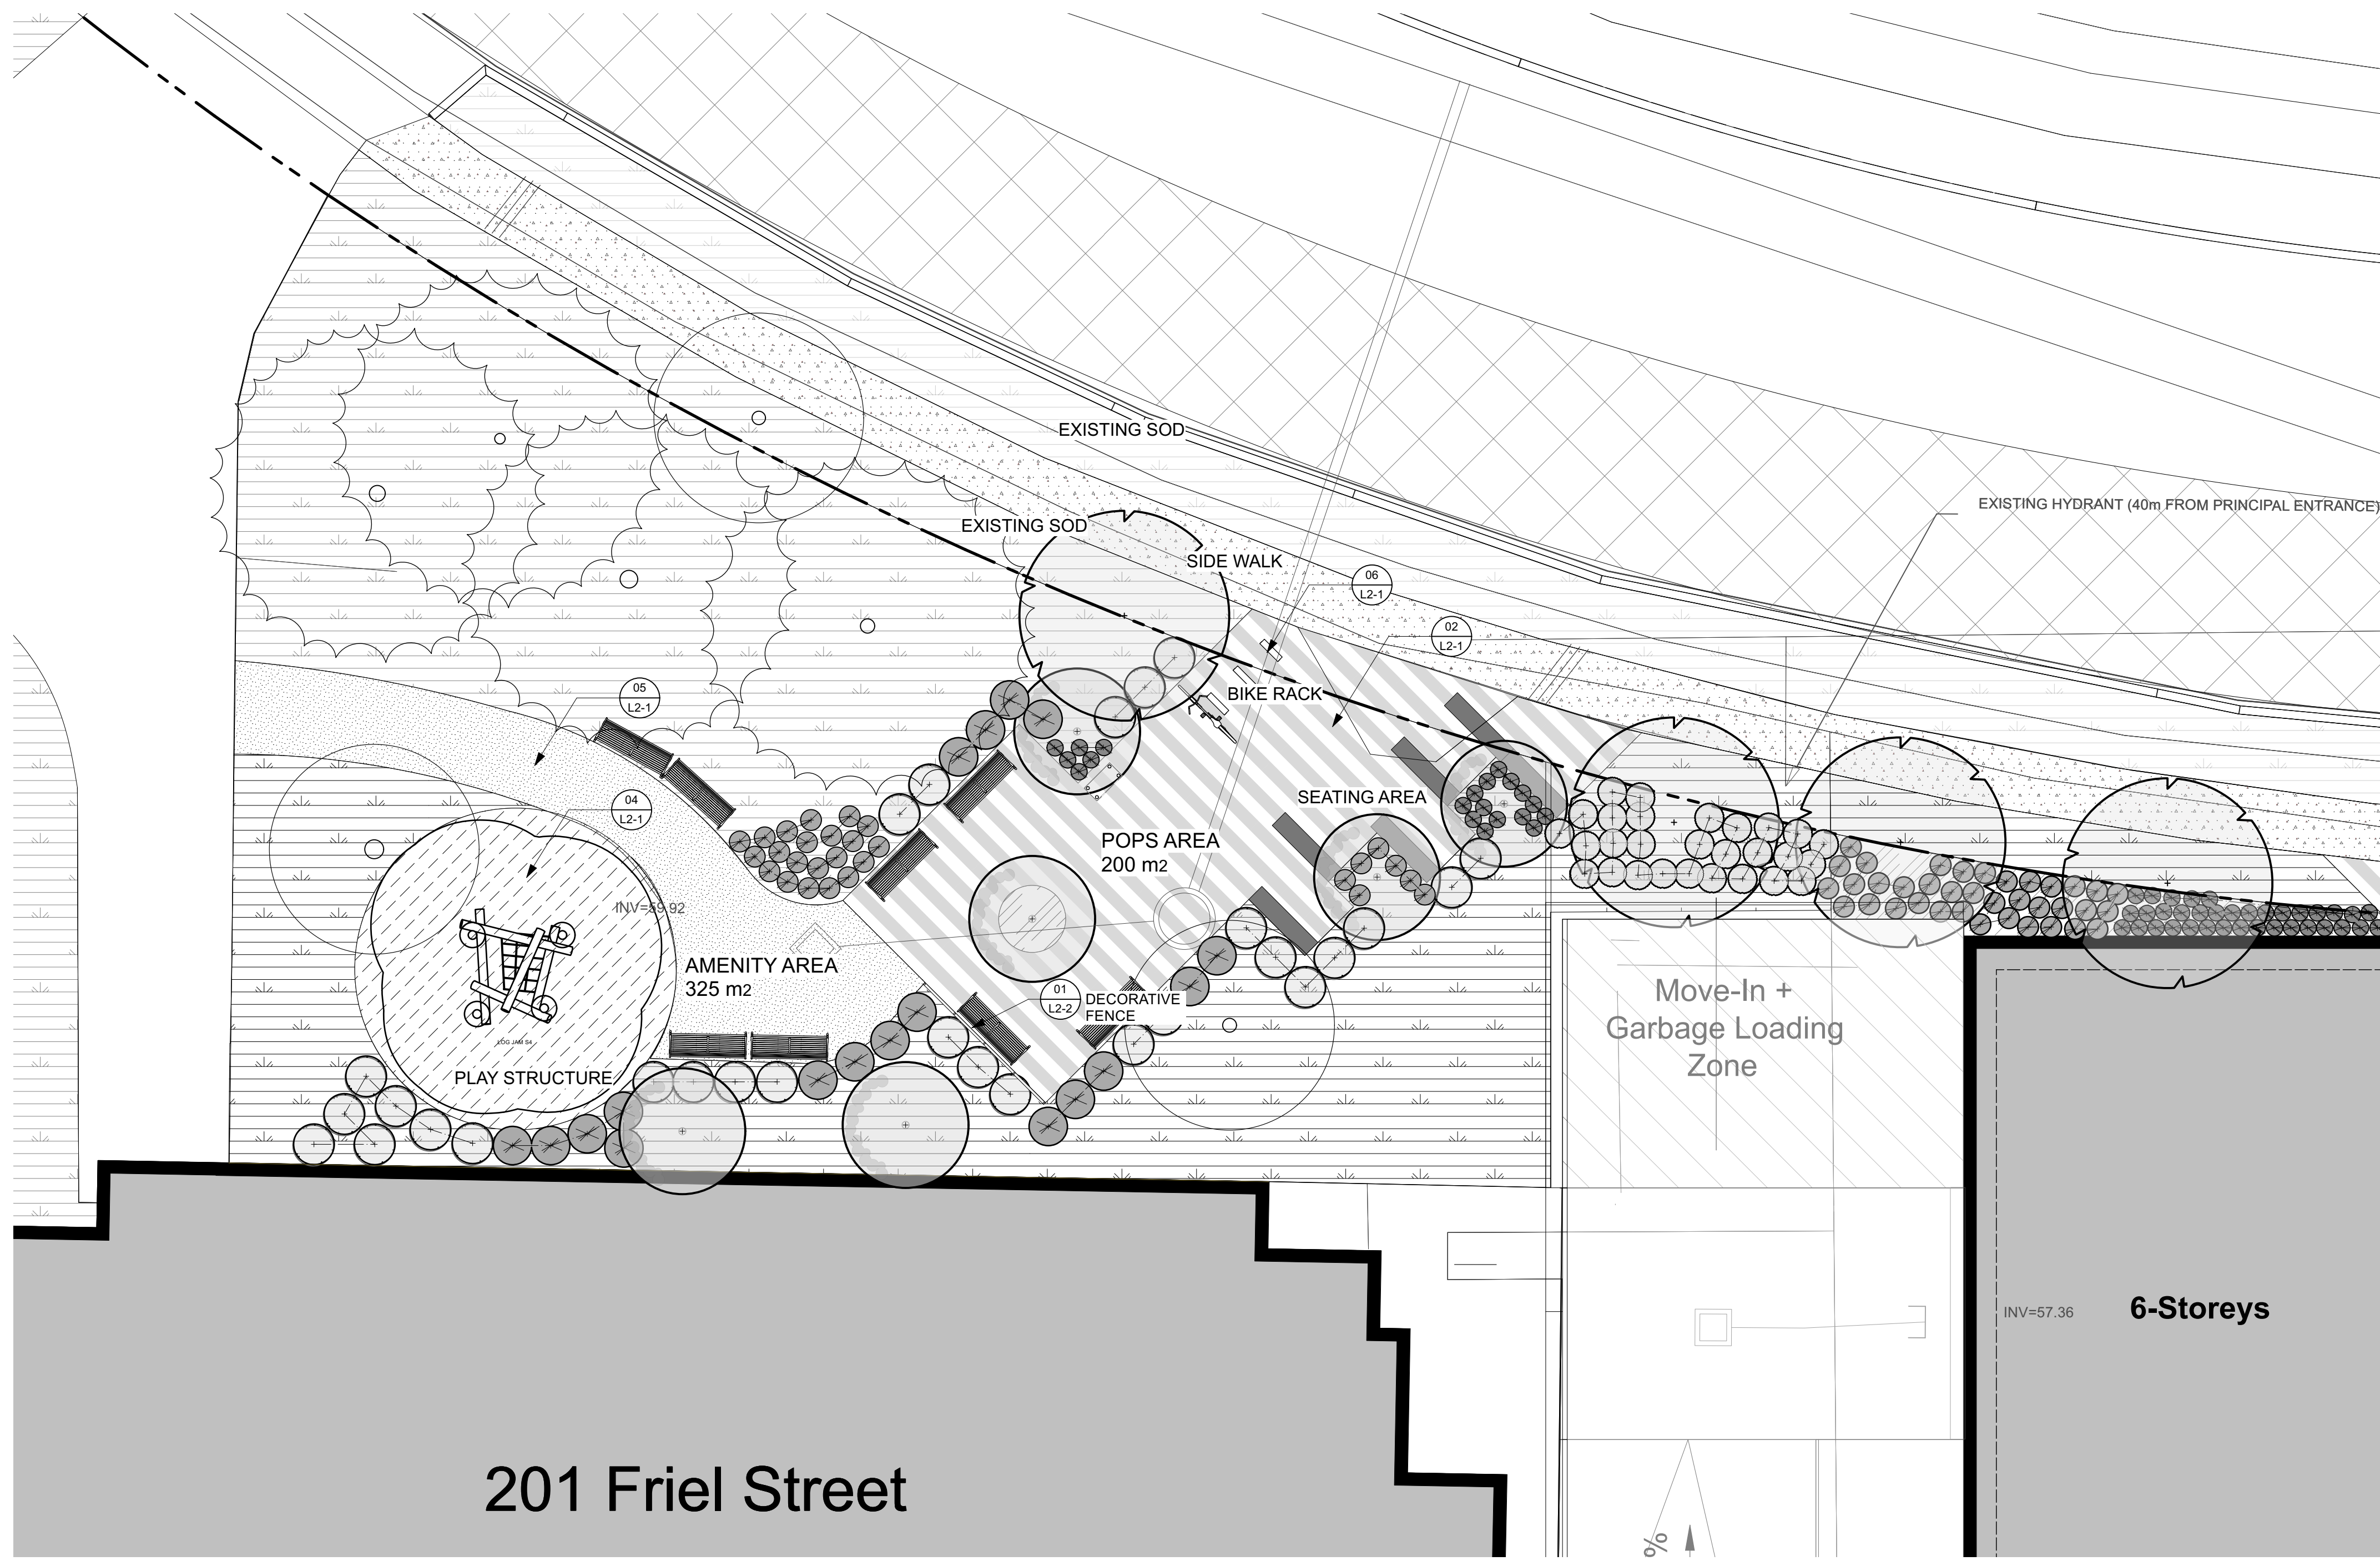 EXISTING SOD
EXISTING HYDRANT (40m FROM PRINCIPAL ENTRANCE)
EXISTING SOD
SIDE WALK
06
L2-1
02
L2-1
05
L2-1
BIKE RACK
SEATING AREA
04
L2-1
POPS AREA
200 m2
INV=59.92
AMENITY AREA
325 m2
01
L2-2
DECORATIVE
FENCE
Move-In +
Garbage Loading
Zone
LOG JAM S4
PLAY STRUCTURE
INV=57.36
6-Storeys
201 Friel Street
%